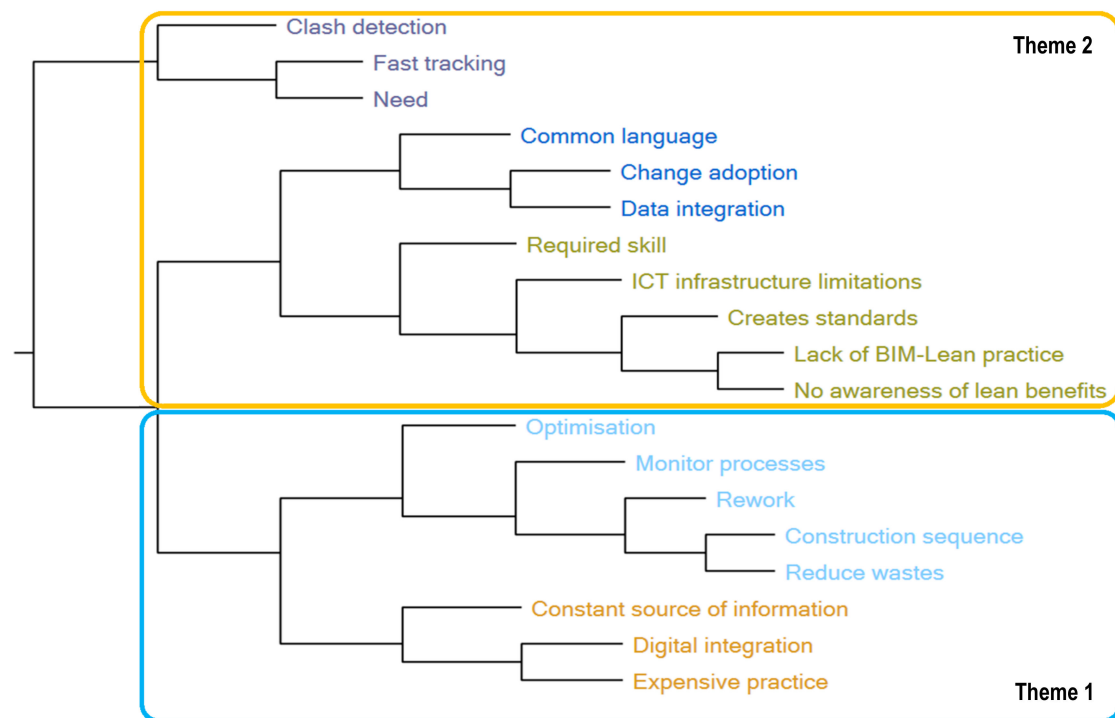 Clash detection
Theme 2
Fast tracking
Need
Common language
Change adoption
Data integration
Required skill
ICT infrastructure limitations
Creates standards
Lack of BIM-Lean practice
No awareness of lean benefits
Optimisation
Monitor processes
Rework
Construction sequence
Reduce wastes
Constant source of information
Digital integration
Expensive practice
Theme 1